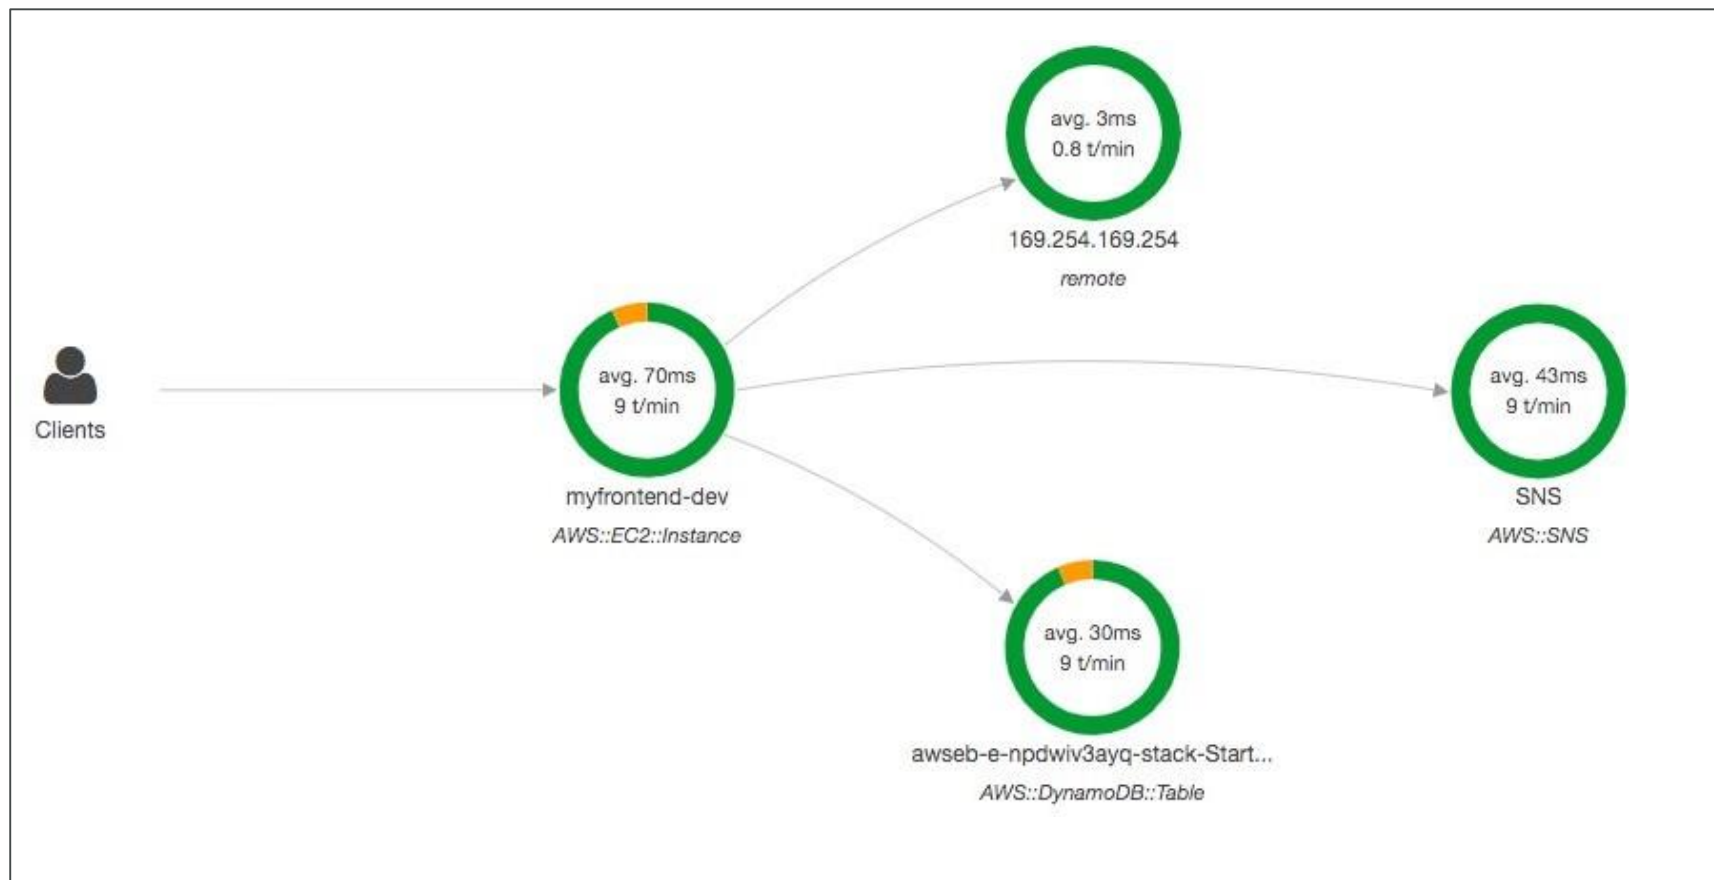 avg. 3ms
0.8 t/min
169.254.169.254
remote
Clients
avg. 70ms
9 t/min
myfrontend-dev
AWS::EC2::Instance
avg. 43ms
9 t/min
SNS
AWS::SNS
avg. 30ms
9 t/min
awseb-e-npdwiv3ayq-stack-Start...
AWS::DynamoDB::Table